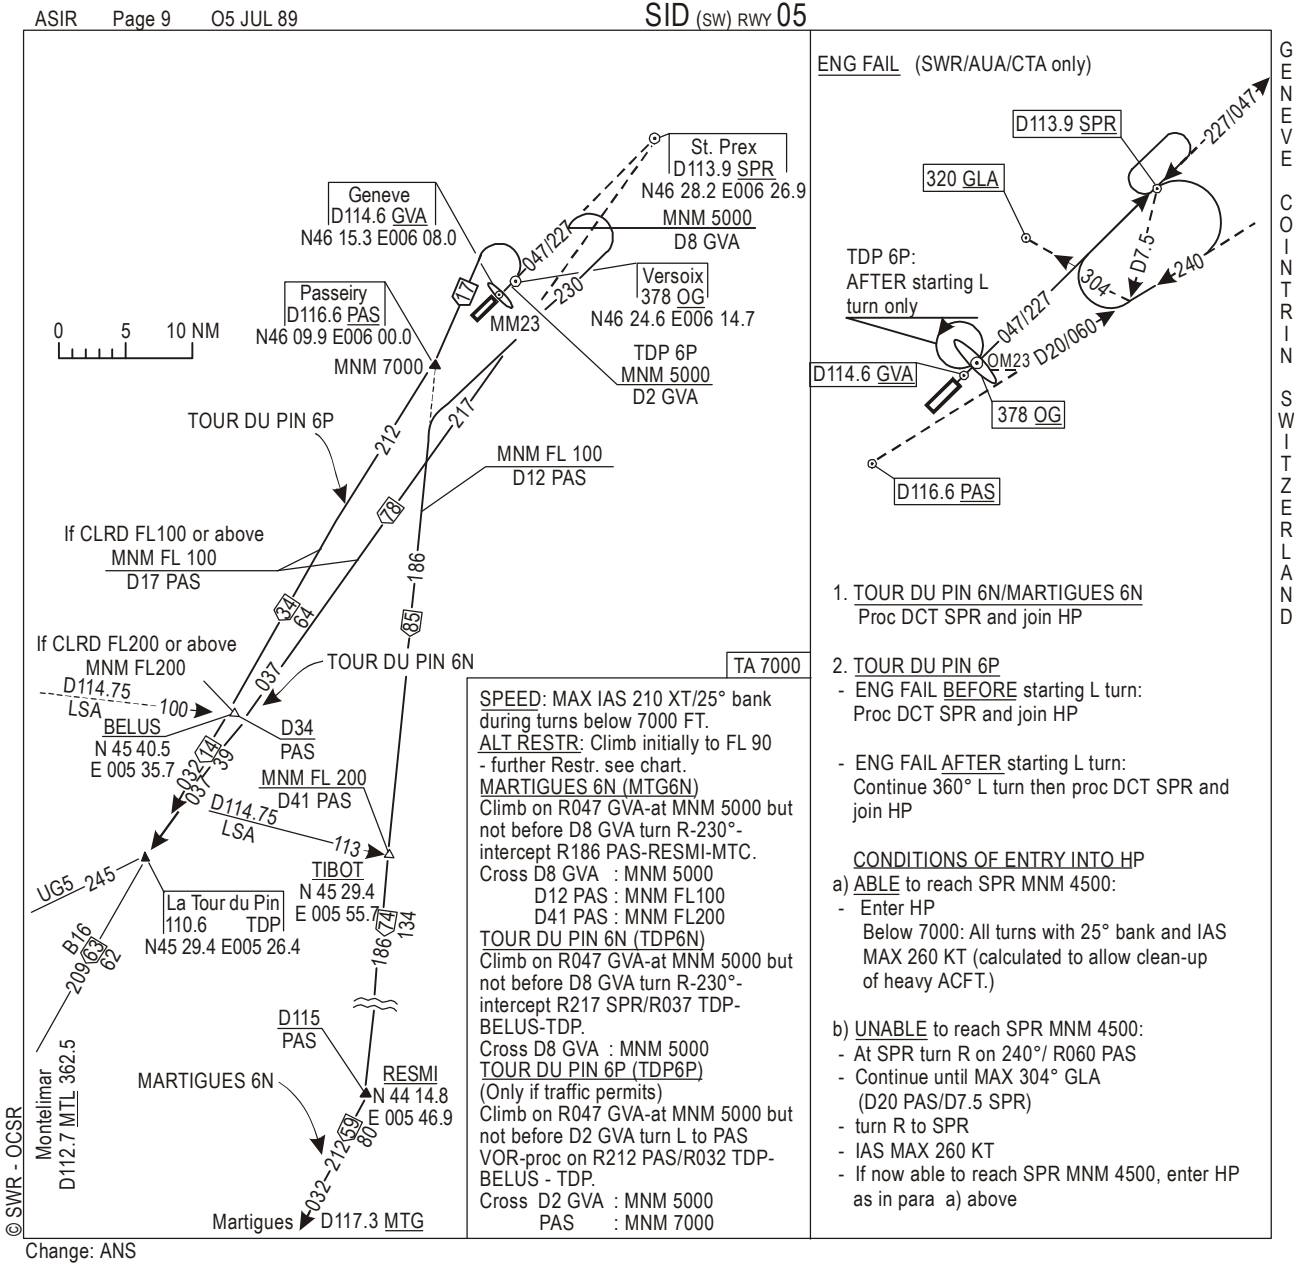 ASIR Page 9 O5 JUL 89
SID (SW) RWY 05
GENEVE COINTRIN SWITZERLAND
St. Prex
D113.9 SPR
N46 28.2 E006 26.9
Geneve
D114.6 GVA
N46 15.3 E006 08.0
MNM 5000
D8 GVA
047/227
Versoix
378 OG
N46 24.6 E006 14.7
230
17
MM23
Passeiry
D116.6 PAS
N46 09.9 E006 00.0
MNM 7000
0 5 10 NM
TDP 6P
MNM 5000
D2 GVA
TOUR DU PIN 6P
212
217
MNM FL 100
D12 PAS
78
If CLRD FL100 or above
MNM FL 100
D17 PAS
186
34
64
85
If CLRD FL200 or above
MNM FL200
037
TOUR DU PIN 6N
D114.75
LSA
100
BELUS
N 45 40.5
E 005 35.7
D34
PAS
14
39
032
037
MNM FL 200
D41 PAS
D114.75
LSA
113
TIBOT
N 45 29.4
E 005 55.7
UG5 245
La Tour du Pin
110.6 TDP
N45 29.4 E005 26.4
B16
63
62
209
74
134
186
D115
PAS
Montelimar
D112.7 MTL 362.5
MARTIGUES 6N
RESMI
N 44 14.8
E 005 46.9
59
80
212
032
Martigues D117.3 MTG
TA 7000
SPEED: MAX IAS 210 XT/25° bank
during turns below 7000 FT.
ALT RESTR: Climb initially to FL 90
- further Restr. see chart.
MARTIGUES 6N (MTG6N)
Climb on R047 GVA-at MNM 5000 but
not before D8 GVA turn R-230°-
intercept R186 PAS-RESMI-MTC.
Cross D8 GVA : MNM 5000
D12 PAS : MNM FL100
D41 PAS : MNM FL200
TOUR DU PIN 6N (TDP6N)
Climb on R047 GVA-at MNM 5000 but
not before D8 GVA turn R-230°-
intercept R217 SPR/R037 TDP-
BELUS-TDP.
Cross D8 GVA : MNM 5000
TOUR DU PIN 6P (TDP6P)
(Only if traffic permits)
Climb on R047 GVA-at MNM 5000 but
not before D2 GVA turn L to PAS
VOR-proc on R212 PAS/R032 TDP-
BELUS - TDP.
Cross D2 GVA : MNM 5000
PAS : MNM 7000
ENG FAIL (SWR/AUA/CTA only)
227/047
D113.9 SPR
320 GLA
D7.5
240
304
TDP 6P:
AFTER starting L
turn only
047/227
D20/060
OM23
D114.6 GVA
378 OG
D116.6 PAS
1. TOUR DU PIN 6N/MARTIGUES 6N
Proc DCT SPR and join HP
2. TOUR DU PIN 6P
- ENG FAIL BEFORE starting L turn:
Proc DCT SPR and join HP
- ENG FAIL AFTER starting L turn:
Continue 360° L turn then proc DCT SPR and
join HP
CONDITIONS OF ENTRY INTO HP
a) ABLE to reach SPR MNM 4500:
- Enter HP
Below 7000: All turns with 25° bank and IAS
MAX 260 KT (calculated to allow clean-up
of heavy ACFT.)
b) UNABLE to reach SPR MNM 4500:
- At SPR turn R on 240°/ R060 PAS
- Continue until MAX 304° GLA
(D20 PAS/D7.5 SPR)
- turn R to SPR
- IAS MAX 260 KT
- If now able to reach SPR MNM 4500, enter HP
as in para a) above
© SWR - OCSR
Change: ANS